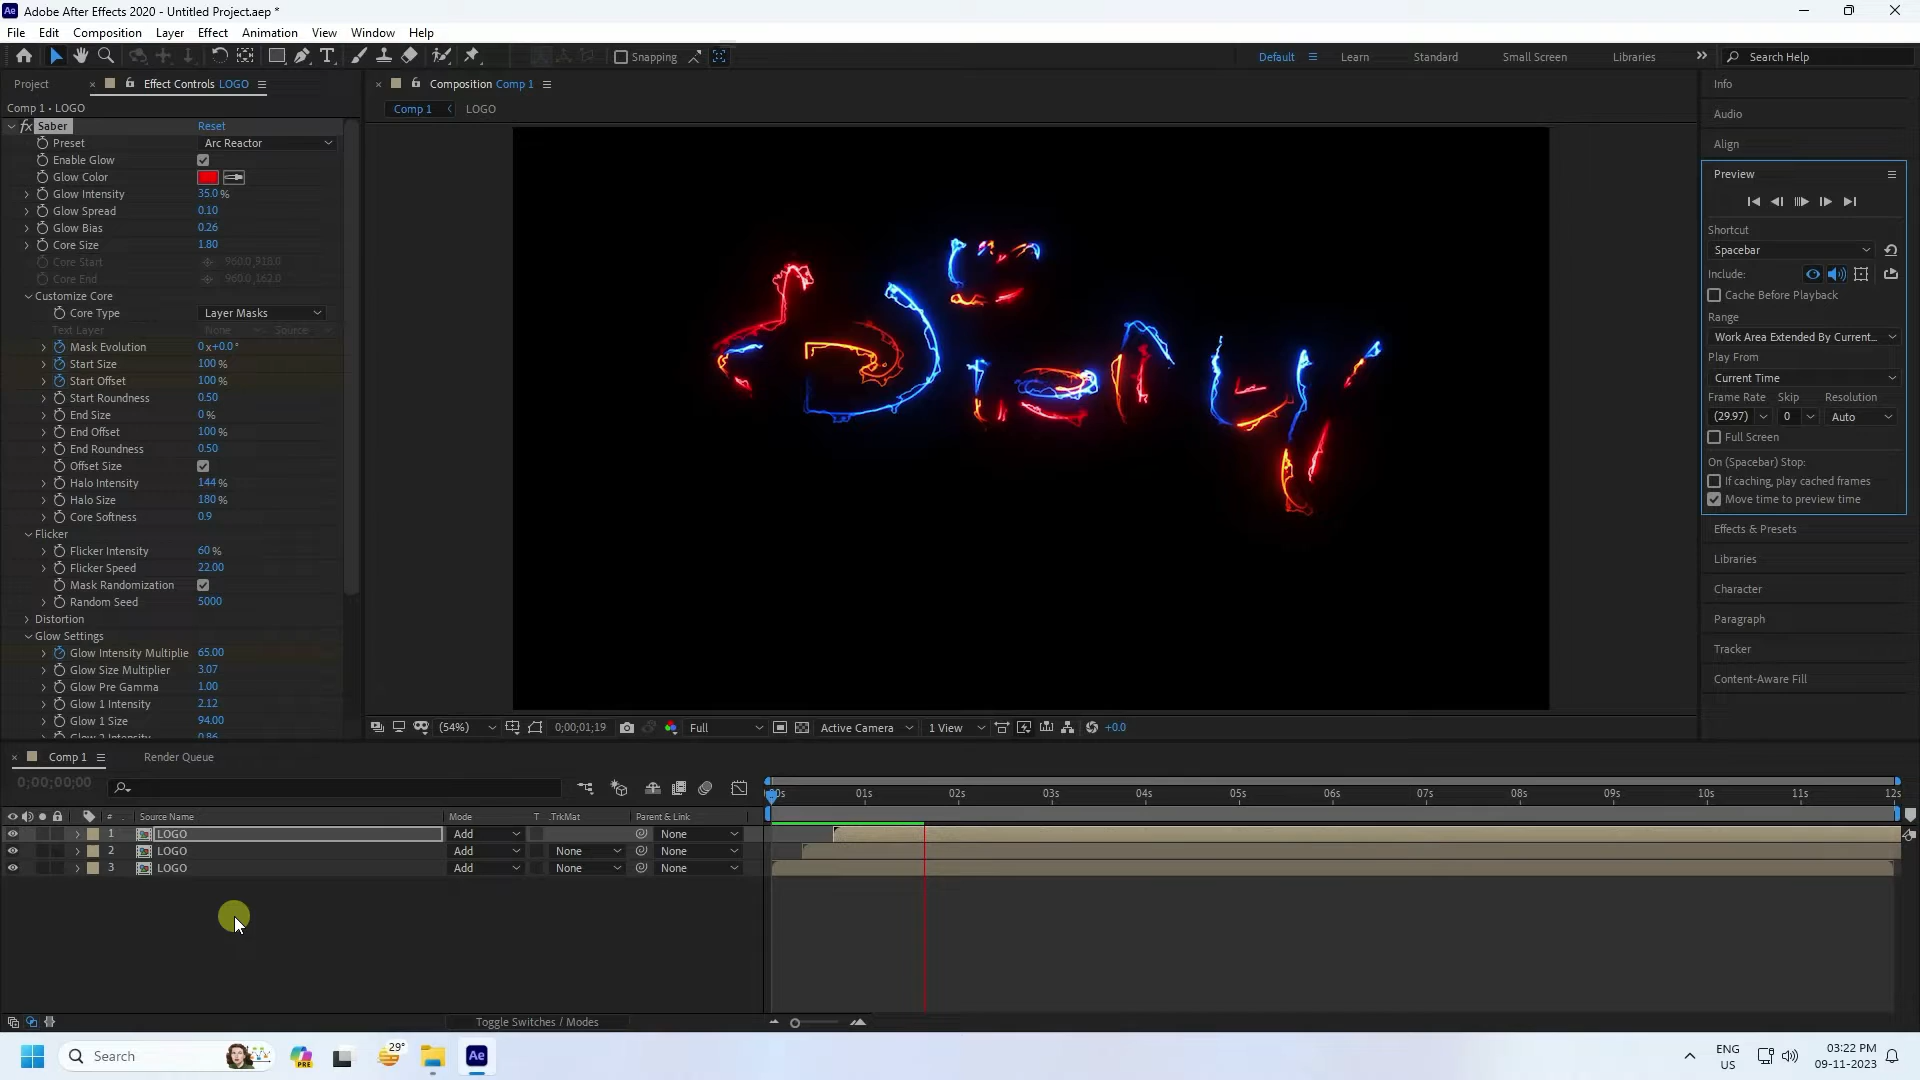 Adobe After Effects 2020 - Untitled Project.aep *
File Edit Composition Layer Effect Animation View Window Help
Snapping Default Learn Standard Small Screen Libraries Search Help
Project Effect Controls LOGO
Comp 1 • LOGO
fx Saber Reset
Preset Arc Reactor
Enable Glow
Glow Color
Glow Intensity 35.0 %
Glow Spread 0.10
Glow Bias 0.26
Core Size 1.80
Core Start 960.0,918.0
Core End 960.0,162.0
Customize Core
Core Type Layer Masks
Text Layer None Source
Mask Evolution 0x+0.0°
Start Size 100 %
Start Offset 100 %
Start Roundness 0.50
End Size 0 %
End Offset 100 %
End Roundness 0.50
Offset Size
Halo Intensity 144 %
Halo Size 180 %
Core Softness 0.9
Flicker
Flicker Intensity 60 %
Flicker Speed 22.00
Mask Randomization
Random Seed 5000
Distortion
Glow Settings
Glow Intensity Multiplie 65.00
Glow Size Multiplier 3.07
Glow Pre Gamma 1.00
Glow 1 Intensity 2.12
Glow 1 Size 94.00
Composition Comp 1
Comp 1 LOGO
(54%) 0;00;01;19 Full Active Camera 1 View +0.0
Info
Audio
Align
Preview
Shortcut
Spacebar
Include:
Cache Before Playback
Range
Work Area Extended By Current...
Play From
Current Time
Frame Rate Skip Resolution
(29.97) 0 Auto
Full Screen
On (Spacebar) Stop:
If caching, play cached frames
Move time to preview time
Effects & Presets
Libraries
Character
Paragraph
Tracker
Content-Aware Fill
Comp 1 Render Queue
0;00;00;00
01s 02s 03s 04s 05s 06s 07s 08s 09s 10s 11s 12s
# Source Name Mode T .TrkMat Parent & Link
1 LOGO Add None
2 LOGO Add None None
3 LOGO Add None None
Toggle Switches / Modes
Search PRE 29° Ae ENG US 03:22 PM 09-11-2023